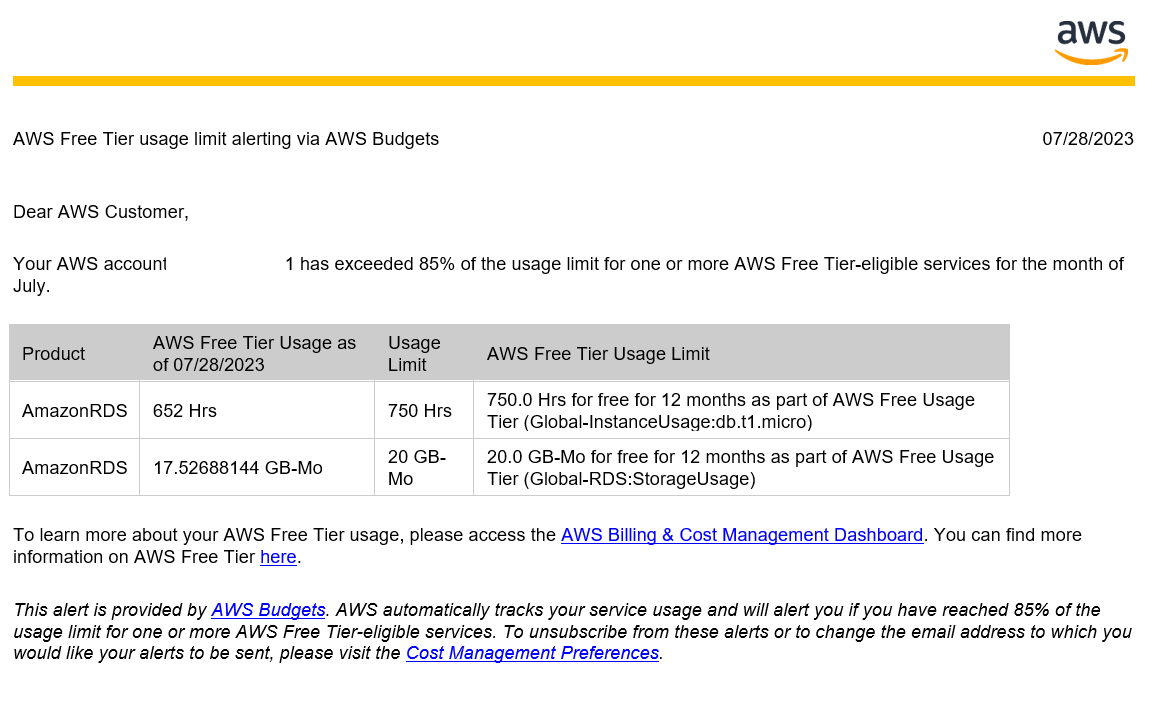 aws
AWS Free Tier usage limit alerting via AWS Budgets 07/28/2023
Dear AWS Customer,
Your AWS account 1 has exceeded 85% of the usage limit for one or more AWS Free Tier-eligible services for the month of
July.
Product AWS Free Tier Usage as of 07/28/2023 Usage Limit AWS Free Tier Usage Limit
AmazonRDS 652 Hrs 750 Hrs 750.0 Hrs for free for 12 months as part of AWS Free Usage Tier (Global-InstanceUsage:db.t1.micro)
AmazonRDS 17.52688144 GB-Mo 20 GB-Mo 20.0 GB-Mo for free for 12 months as part of AWS Free Usage Tier (Global-RDS:StorageUsage)
To learn more about your AWS Free Tier usage, please access the AWS Billing & Cost Management Dashboard. You can find more
information on AWS Free Tier here.
This alert is provided by AWS Budgets. AWS automatically tracks your service usage and will alert you if you have reached 85% of the
usage limit for one or more AWS Free Tier-eligible services. To unsubscribe from these alerts or to change the email address to which you
would like your alerts to be sent, please visit the Cost Management Preferences.